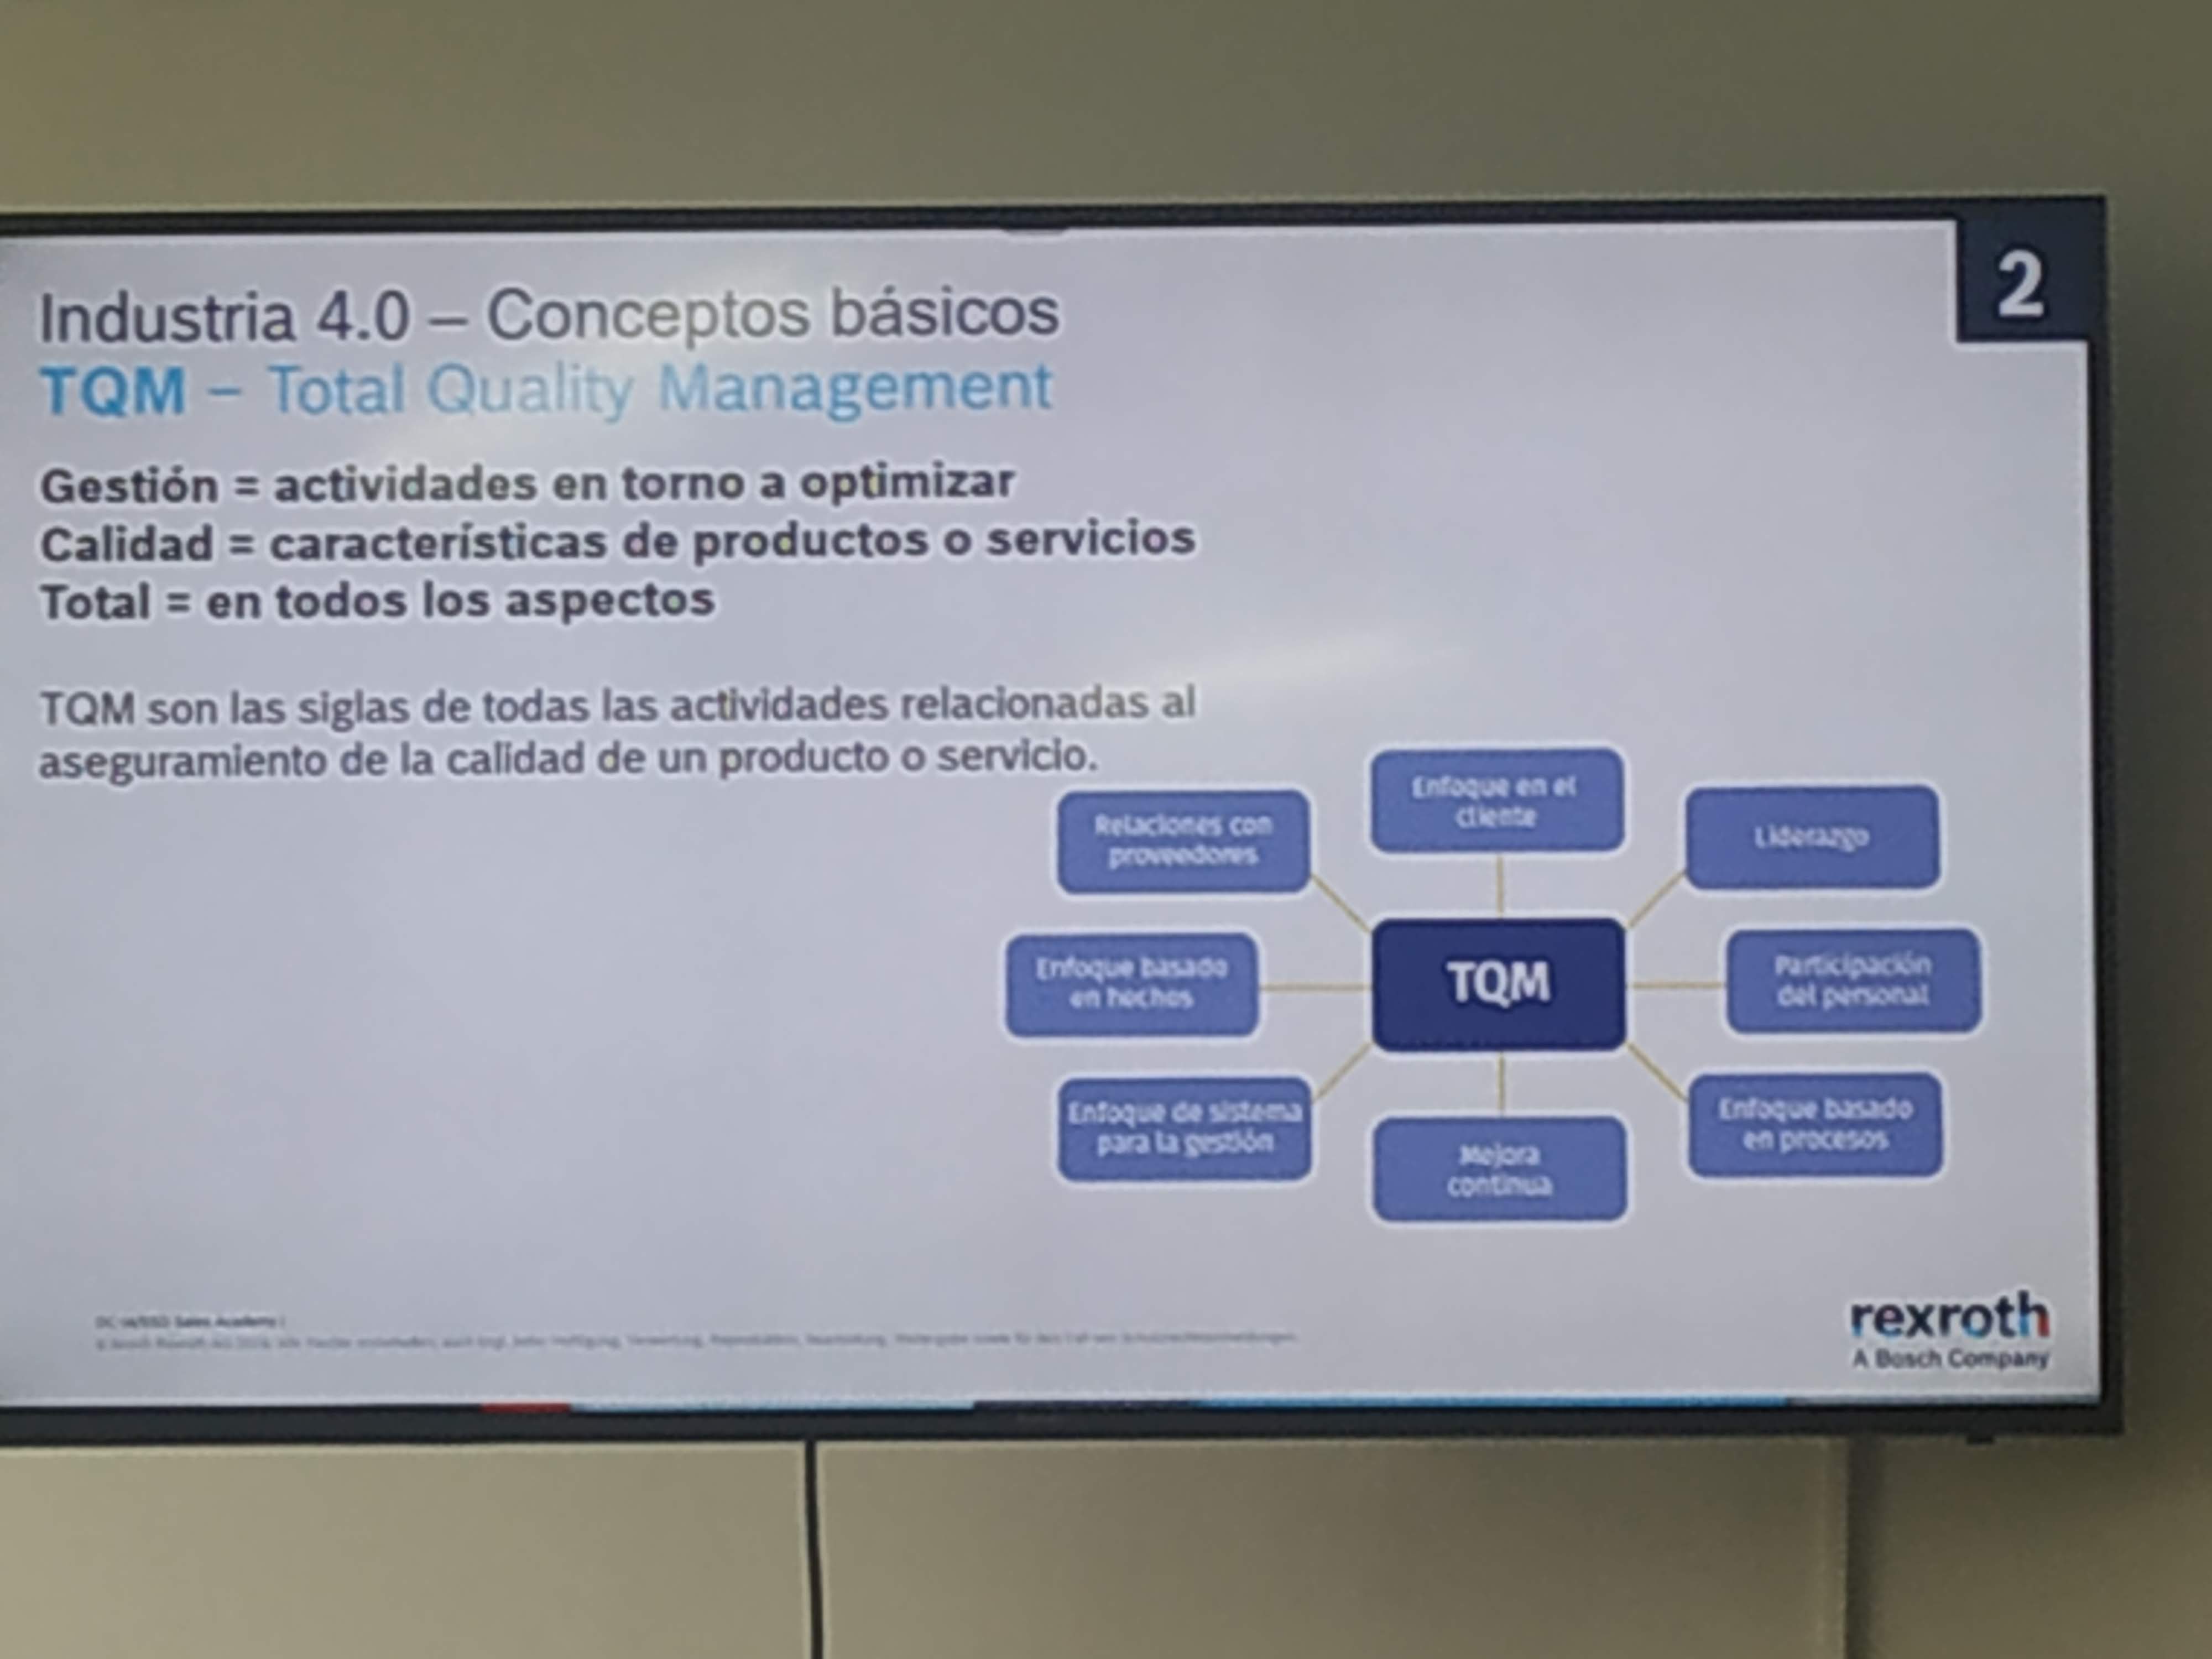 2
Industria 4.0 – Conceptos básicos
TQM – Total Quality Management
Gestión = actividades en torno a optimizar
Calidad = características de productos o servicios
Total = en todos los aspectos
TQM son las siglas de todas las actividades relacionadas al
aseguramiento de la calidad de un producto o servicio.
Enfoque en el
cliente
Relaciones con
proveedores
Liderazgo
Enfoque basado
en hechos
TQM
Participación
del personal
Enfoque de sistema
para la gestión
Mejora
continua
Enfoque basado
en procesos
Sales Academy |
rexroth
A Bosch Company